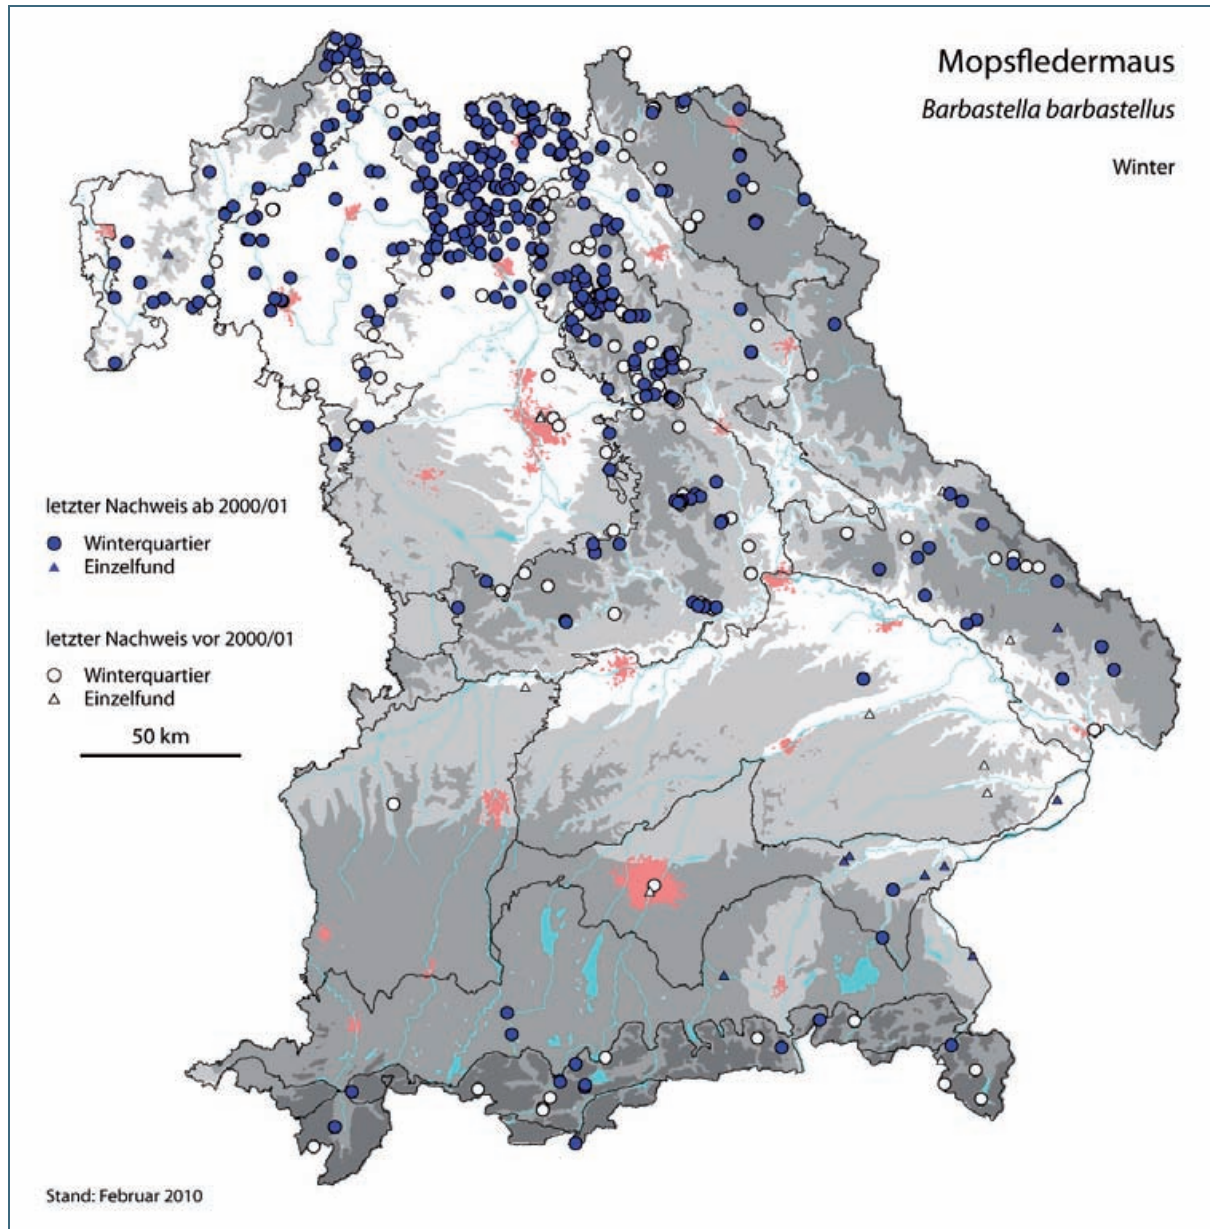 Mopsfledermaus
Barbastella barbastellus
Winter
letzter Nachweis ab 2000/01
Winterquartier
Einzelfund
letzter Nachweis vor 2000/01
Winterquartier
Einzelfund
50 km
Stand: Februar 2010